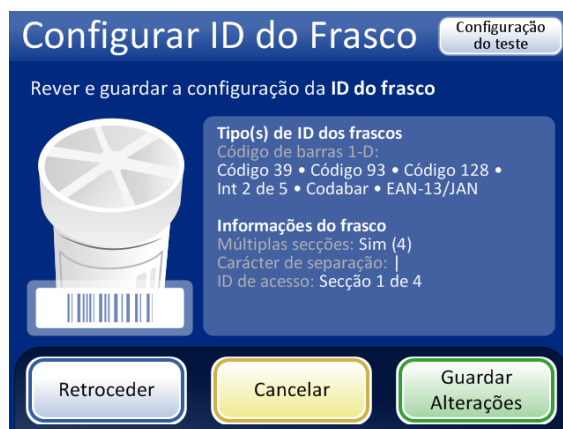 Configurar ID do Frasco
Configuração
do teste
Rever e guardar a configuração da ID do frasco
Tipo(s) de ID dos frascos
Código de barras 1-D:
Código 39 • Código 93 • Código 128 •
Int 2 de 5 • Codabar • EAN-13/JAN
Informações do frasco
Múltiplas secções: Sim (4)
Carácter de separação: |
ID de acesso: Secção 1 de 4
Retroceder
Cancelar
Guardar
Alterações